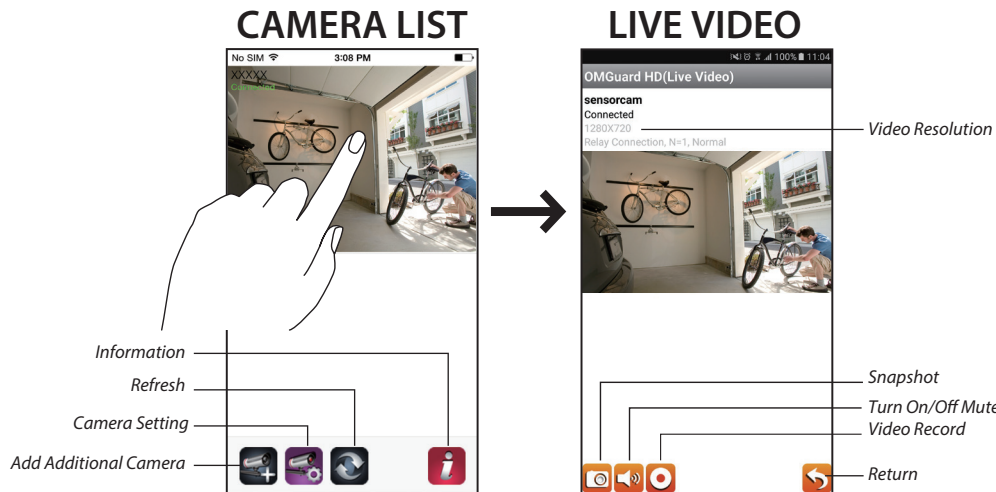 CAMERA LIST
No SIM 3:08 PM
XXXXX
Connected
Information
Refresh
Camera Setting
Add Additional Camera
LIVE VIDEO
100% 11:04
OMGuard HD(Live Video)
sensorcam
Connected
1280X720
Relay Connection, N=1, Normal
Video Resolution
Snapshot
Turn On/Off Mute
Video Record
Return